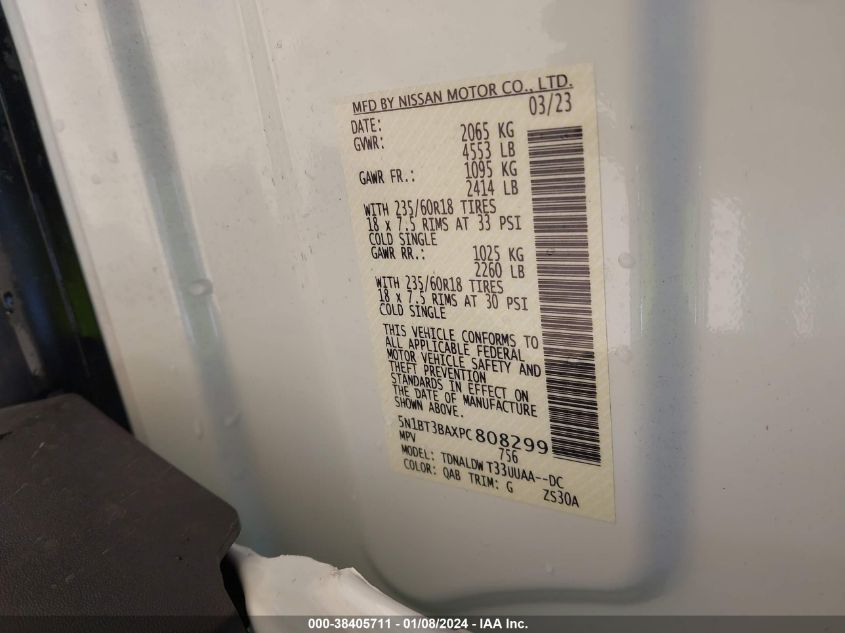 MFD BY NISSAN MOTOR CO., LTD.
DATE: 03/23
GVWR: 2065 KG
4553 LB
GAWR FR.: 1095 KG
2414 LB
WITH 235/60R18 TIRES
18 x 7.5 RIMS AT 33 PSI
COLD SINGLE
GAWR RR.: 1025 KG
2260 LB
WITH 235/60R18 TIRES
18 x 7.5 RIMS AT 30 PSI
COLD SINGLE
THIS VEHICLE CONFORMS TO
ALL APPLICABLE FEDERAL
MOTOR VEHICLE SAFETY AND
THEFT PREVENTION
STANDARDS IN EFFECT ON
THE DATE OF MANUFACTURE
SHOWN ABOVE.
5N1BT3BAXPC808299
MPV 756
MODEL: TDNALDW T33UUAA--DC
COLOR: QAB TRIM: G ZS30A
000-38405711 - 01/08/2024 - IAA Inc.